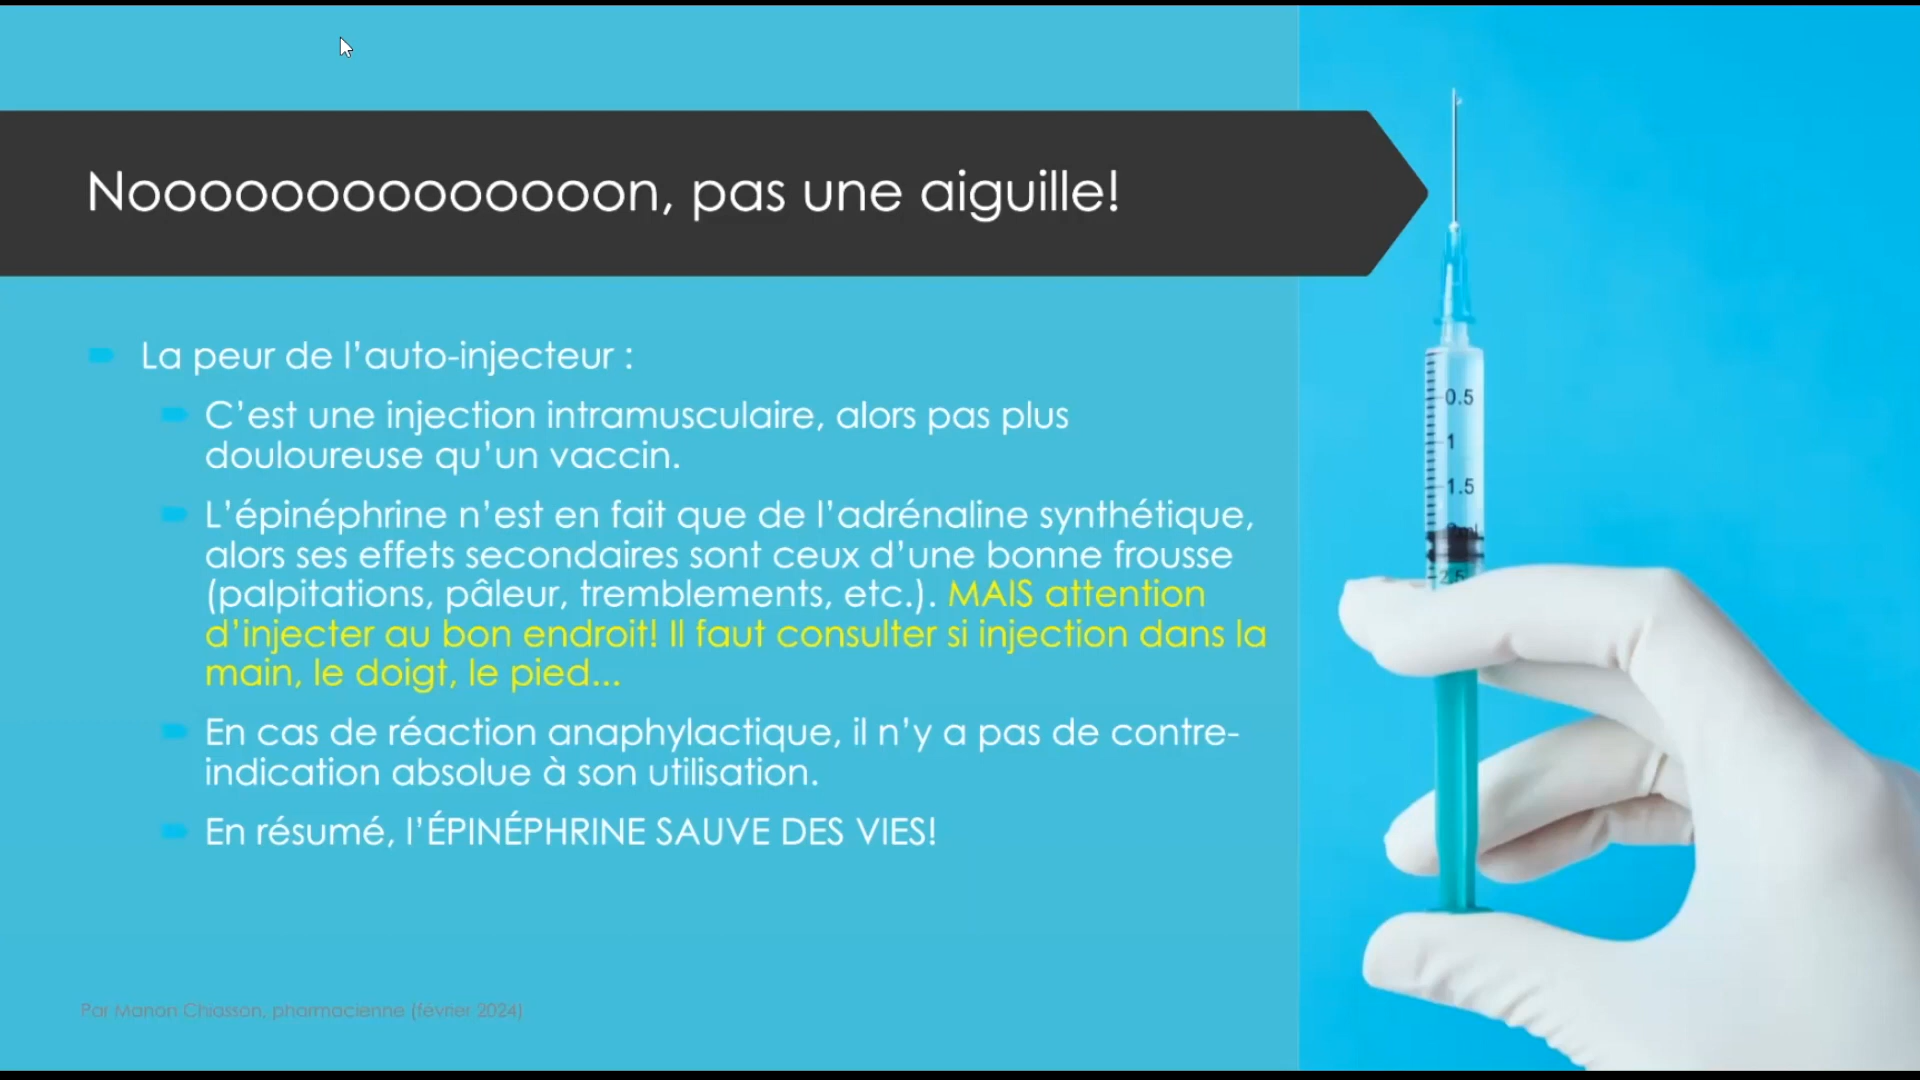 Nooooooooooooooon, pas une aiguille!
La peur de l’auto-injecteur :
C’est une injection intramusculaire, alors pas plus
douloureuse qu’un vaccin.
L’épinéphrine n’est en fait que de l’adrénaline synthétique,
alors ses effets secondaires sont ceux d’une bonne frousse
(palpitations, pâleur, tremblements, etc.). MAIS attention
d’injecter au bon endroit! Il faut consulter si injection dans la
main, le doigt, le pied...
En cas de réaction anaphylactique, il n’y a pas de contre-
indication absolue à son utilisation.
En résumé, l’ÉPINÉPHRINE SAUVE DES VIES!
Par Manon Chiasson, pharmacienne (février 2024)
0.5
1
1.5
2ml
2.5